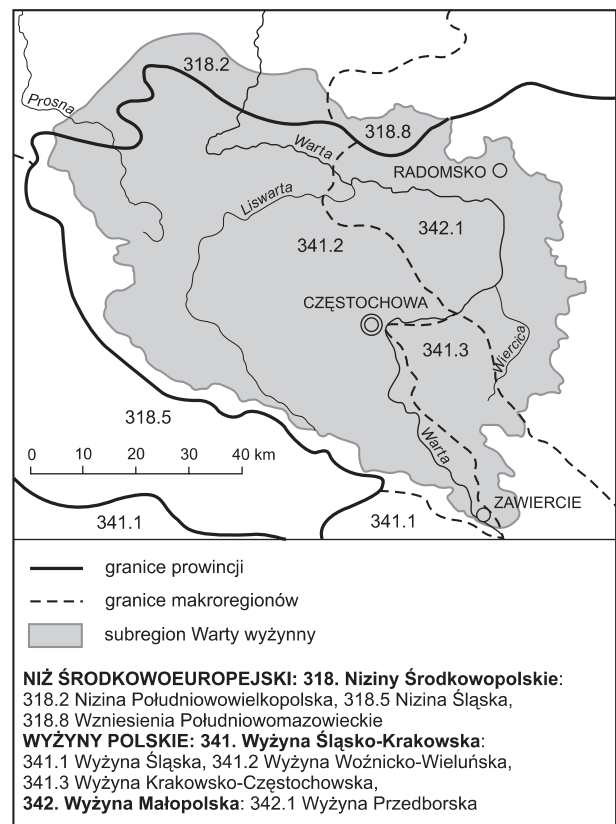 318.2
Prosna
318.8
Warta
RADOMSKO
Liswarta
342.1
341.2
CZĘSTOCHOWA
341.3
Wiercica
318.5
Warta
0 10 20 30 40 km
ZAWIERCIE
341.1
341.1
granice prowincji
granice makroregionów
subregion Warty wyżynny
NIŻ ŚRODKOWOEUROPEJSKI: 318. Niziny Środkowopolskie:
318.2 Nizina Południowowielkopolska, 318.5 Nizina Śląska,
318.8 Wzniesienia Południowomazowieckie
WYŻYNY POLSKIE: 341. Wyżyna Śląsko-Krakowska:
341.1 Wyżyna Śląska, 341.2 Wyżyna Woźnicko-Wieluńska,
341.3 Wyżyna Krakowsko-Częstochowska,
342. Wyżyna Małopolska: 342.1 Wyżyna Przedborska